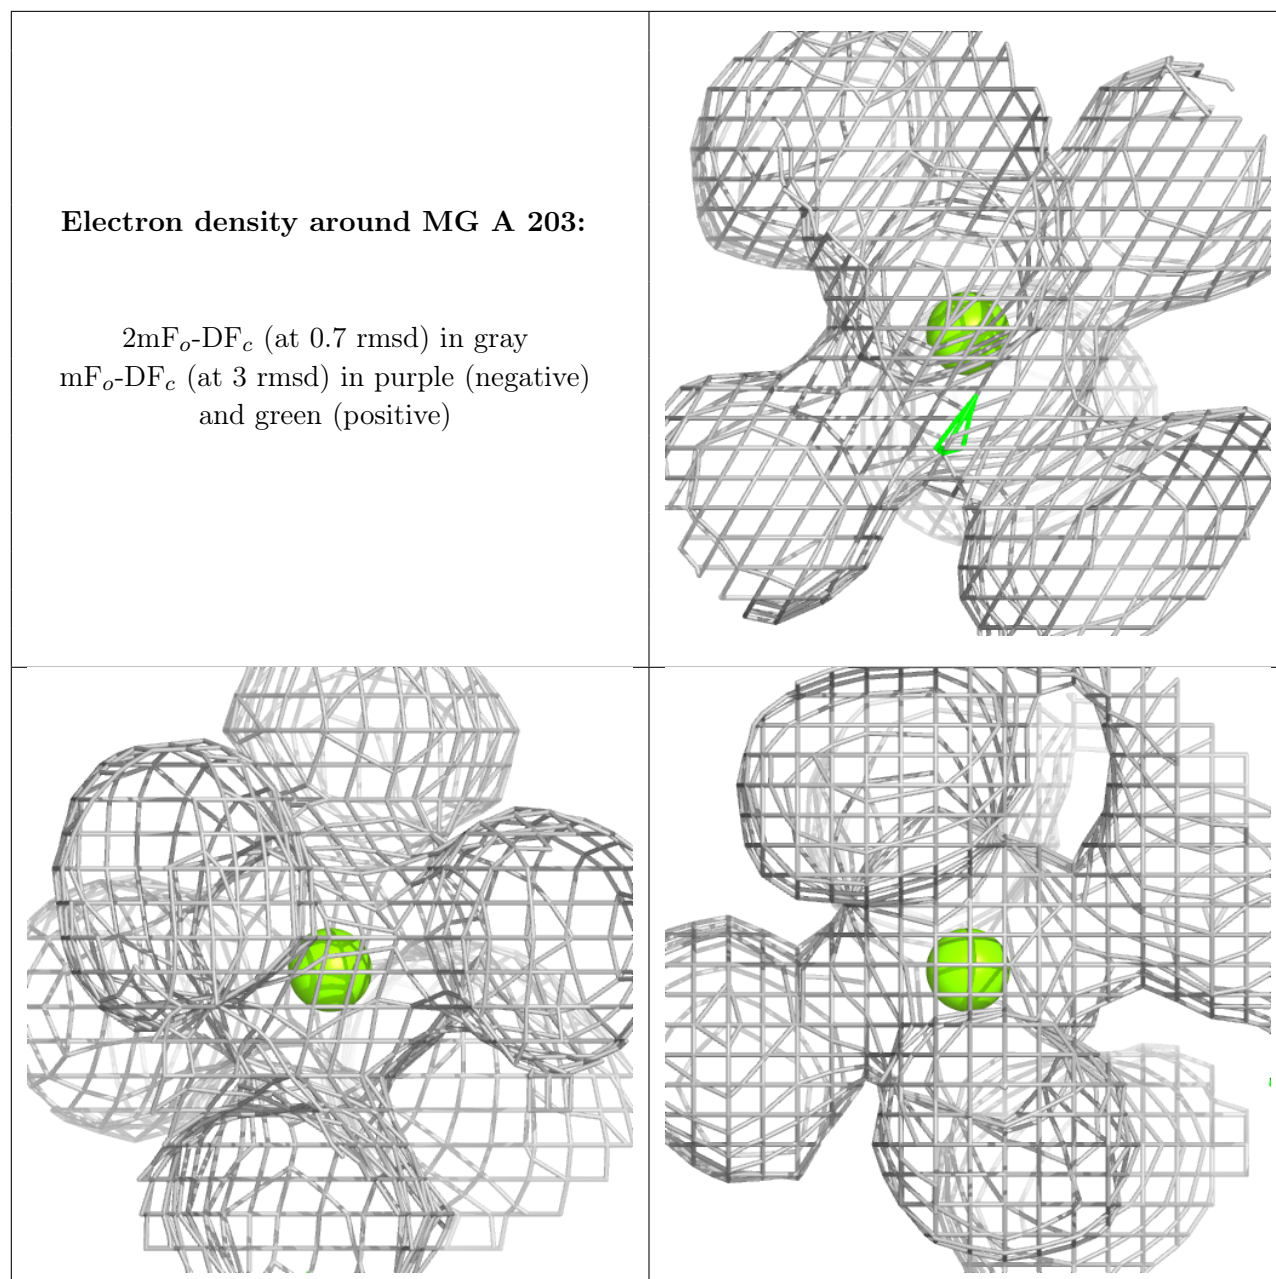 Electron density around MG A 203:
2mFo-DFc (at 0.7 rmsd) in gray
mFo-DFc (at 3 rmsd) in purple (negative)
and green (positive)